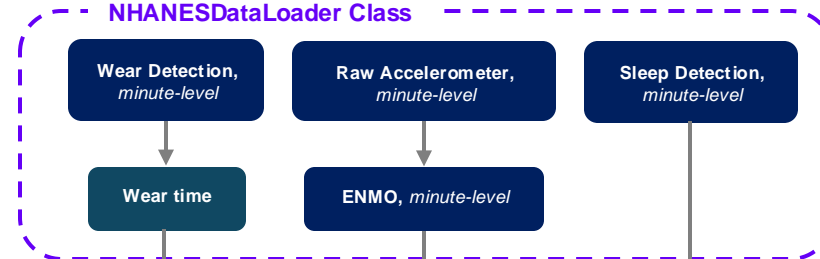 NHANESDataLoader Class
Wear Detection,
minute-level
Raw Accelerometer,
minute-level
Sleep Detection,
minute-level
Wear time
ENMO, minute-level